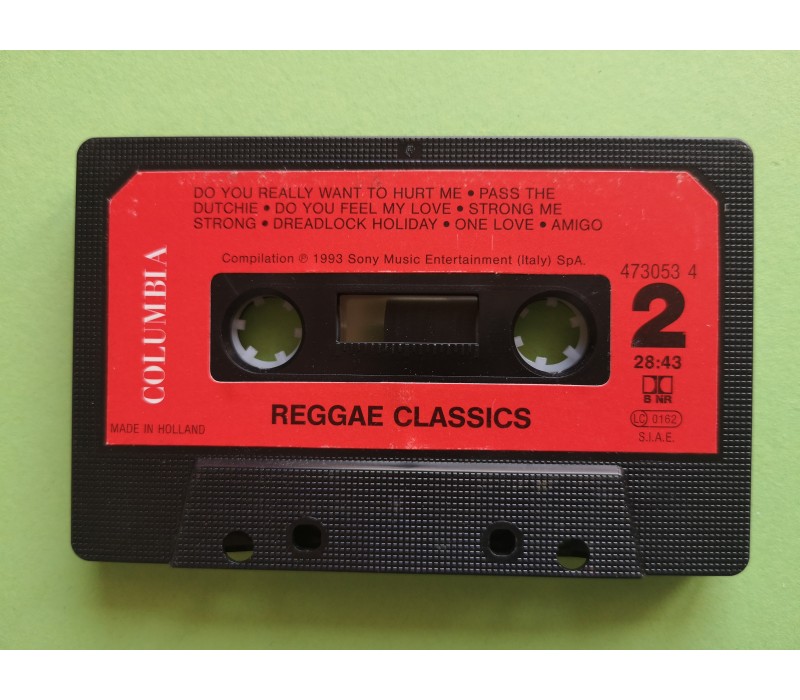 DO YOU REALLY WANT TO HURT ME • PASS THE
DUTCHIE • DO YOU FEEL MY LOVE • STRONG ME
STRONG • DREADLOCK HOLIDAY • ONE LOVE • AMIGO
Compilation ℗ 1993 Sony Music Entertainment (Italy) SpA.
473053 4
COLUMBIA
2
28:43
B NR
REGGAE CLASSICS
LC 0162
MADE IN HOLLAND
S.I.A.E.